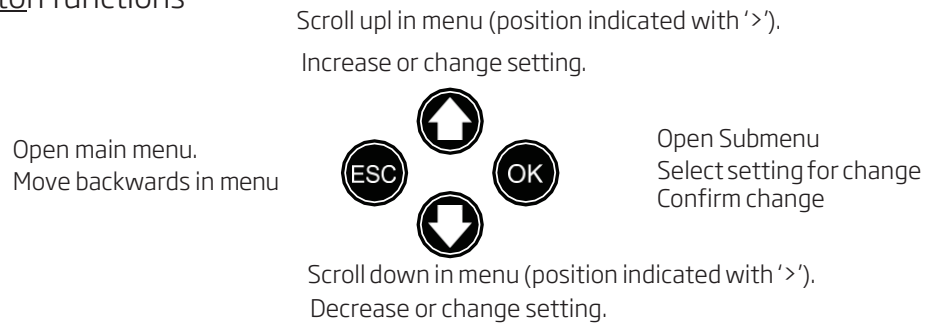 ton functions
Scroll upl in menu (position indicated with ‘>’).
Increase or change setting.
Open main menu.
Move backwards in menu
ESC
OK
Open Submenu
Select setting for change
Confirm change
Scroll down in menu (position indicated with ‘>’).
Decrease or change setting.